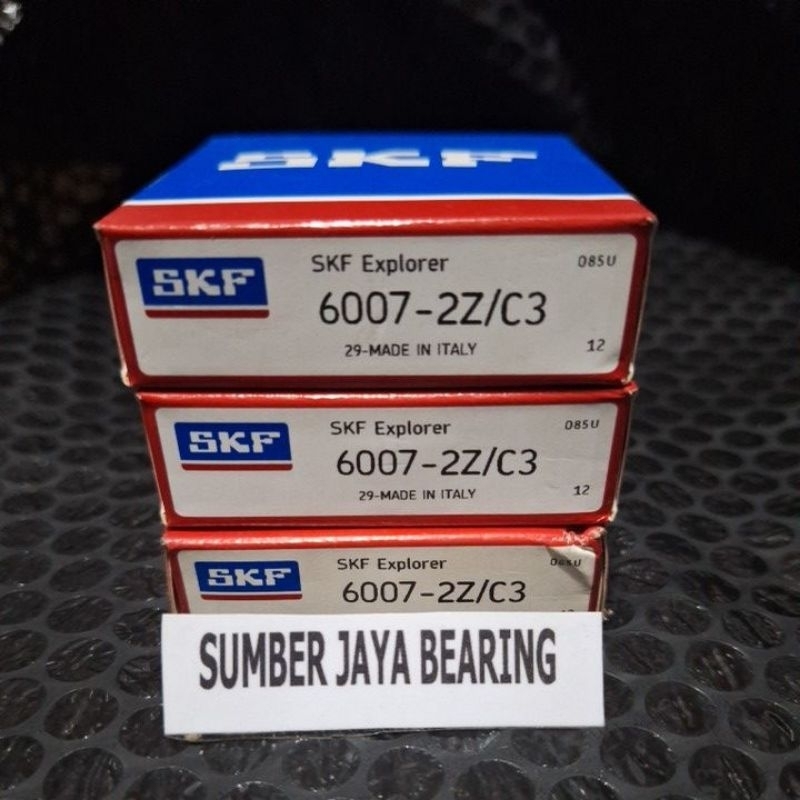 SKF
SKF
SKF Explorer
085U
6007-2Z/C3
29-MADE IN ITALY
12
SKF
SKF Explorer
085U
6007-2Z/C3
29-MADE IN ITALY
12
SKF
SKF Explorer
085U
6007-2Z/C3
12
SUMBER JAYA BEARING